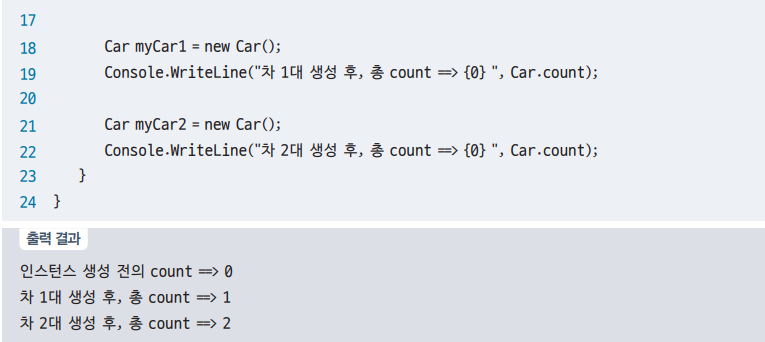 17
18 Car myCar1 = new Car();
19 Console.WriteLine("차 1대 생성 후, 총 count ==> {0} ", Car.count);
20
21 Car myCar2 = new Car();
22 Console.WriteLine("차 2대 생성 후, 총 count ==> {0} ", Car.count);
23 }
24 }
출력 결과
인스턴스 생성 전의 count ==> 0
차 1대 생성 후, 총 count ==> 1
차 2대 생성 후, 총 count ==> 2